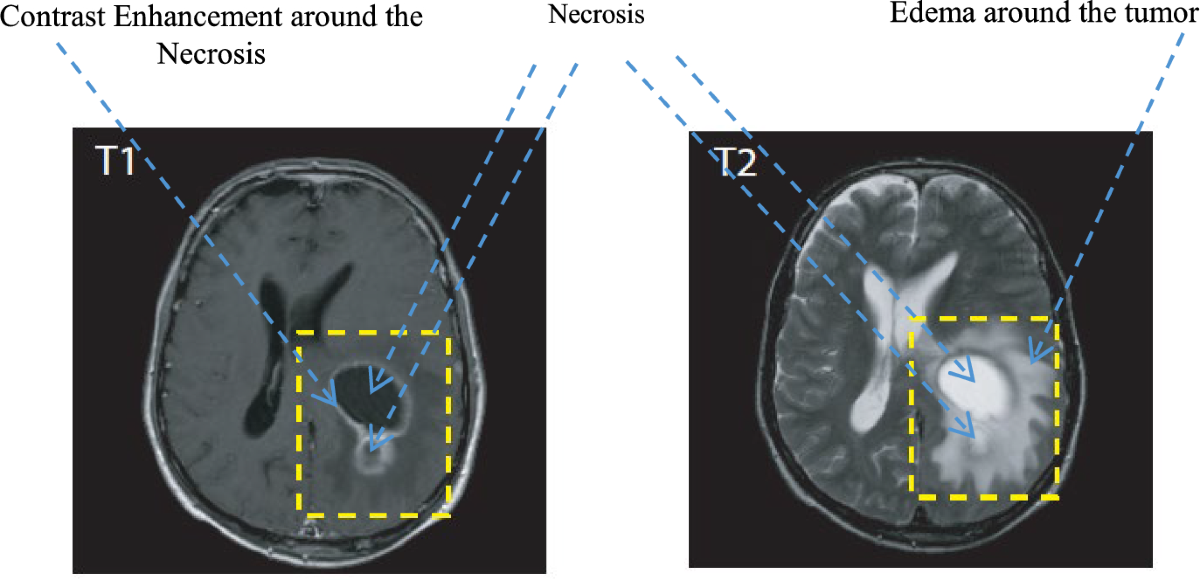 Contrast Enhancement around the
Necrosis
Necrosis
Edema around the tumor
T1
T2